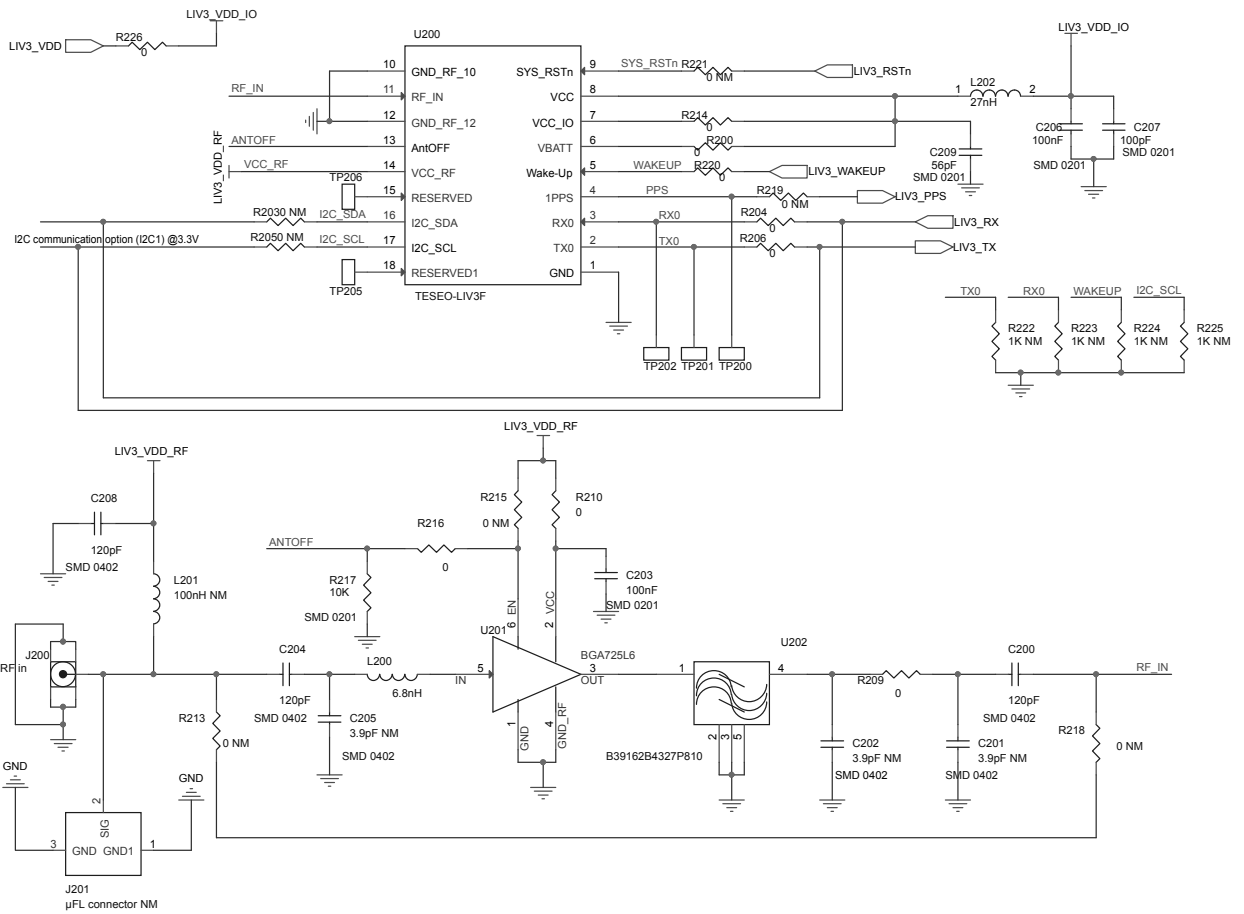 LIV3_VDD_IO
R226
LIV3_VDD
0
U200
10 GND_RF_10
RF_IN 11 RF_IN
12 GND_RF_12
ANTOFF 13 AntOFF
LIV3_VDD_RF
VCC_RF 14 VCC_RF
TP206
15 RESERVED
R203 0 NM I2C_SDA 16 I2C_SDA
I2C communication option (I2C1) @3.3V
R205 0 NM I2C_SCL 17 I2C_SCL
18 RESERVED1
TP205
SYS_RSTn 9 SYS_RSTn R221 0 NM LIV3_RSTn
VCC 8
VCC_IO 7 R214 0
VBATT 6 R200 0
Wake-Up 5 WAKEUP R220 0 LIV3_WAKEUP
1PPS 4 PPS R219 0 NM LIV3_PPS
RX0 3 RX0 R204 0 LIV3_RX
TX0 2 TX0 R206 0 LIV3_TX
GND 1
TESEO-LIV3F
LIV3_VDD_IO
1 L202 2
27nH
C209
56pF
SMD 0201
C206
100nF
SMD 0201
C207
100pF
SMD 0201
TP202 TP201 TP200
TX0 RX0 WAKEUP I2C_SCL
R222
1K NM
R223
1K NM
R224
1K NM
R225
1K NM
LIV3_VDD_RF
C208
120pF
SMD 0402
L201
100nH NM
J200
RF in
LIV3_VDD_RF
R215
0 NM
R210
0
R216
0
ANTOFF
R217
10K
SMD 0201
C203
100nF
SMD 0201
6 EN
2 VCC
U201
BGA725L6
5 IN
3 OUT
1 GND
4 GND_RF
C204
120pF
SMD 0402
L200
6.8nH
C205
3.9pF NM
SMD 0402
R213
0 NM
U202
1 4
2 3 5
B39162B4327P810
R209
0
C202
3.9pF NM
SMD 0402
C201
3.9pF NM
SMD 0402
C200
120pF
SMD 0402
RF_IN
R218
0 NM
GND
GND
2 SIG
3 GND GND1 1
J201
µFL connector NM